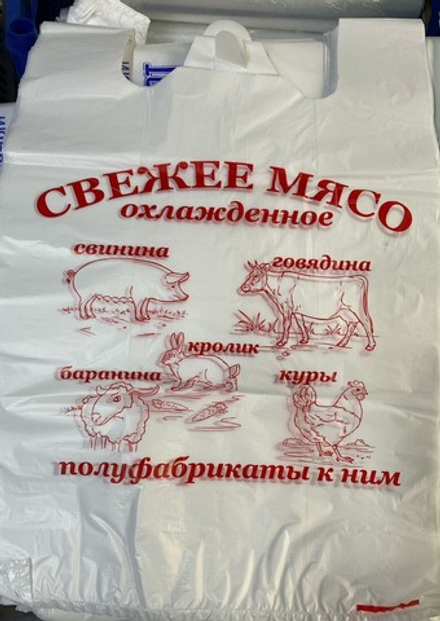 СВЕЖЕЕ МЯСО
охлажденное
свинина
говядина
кролик
баранина
куры
полуфабрикаты к ним